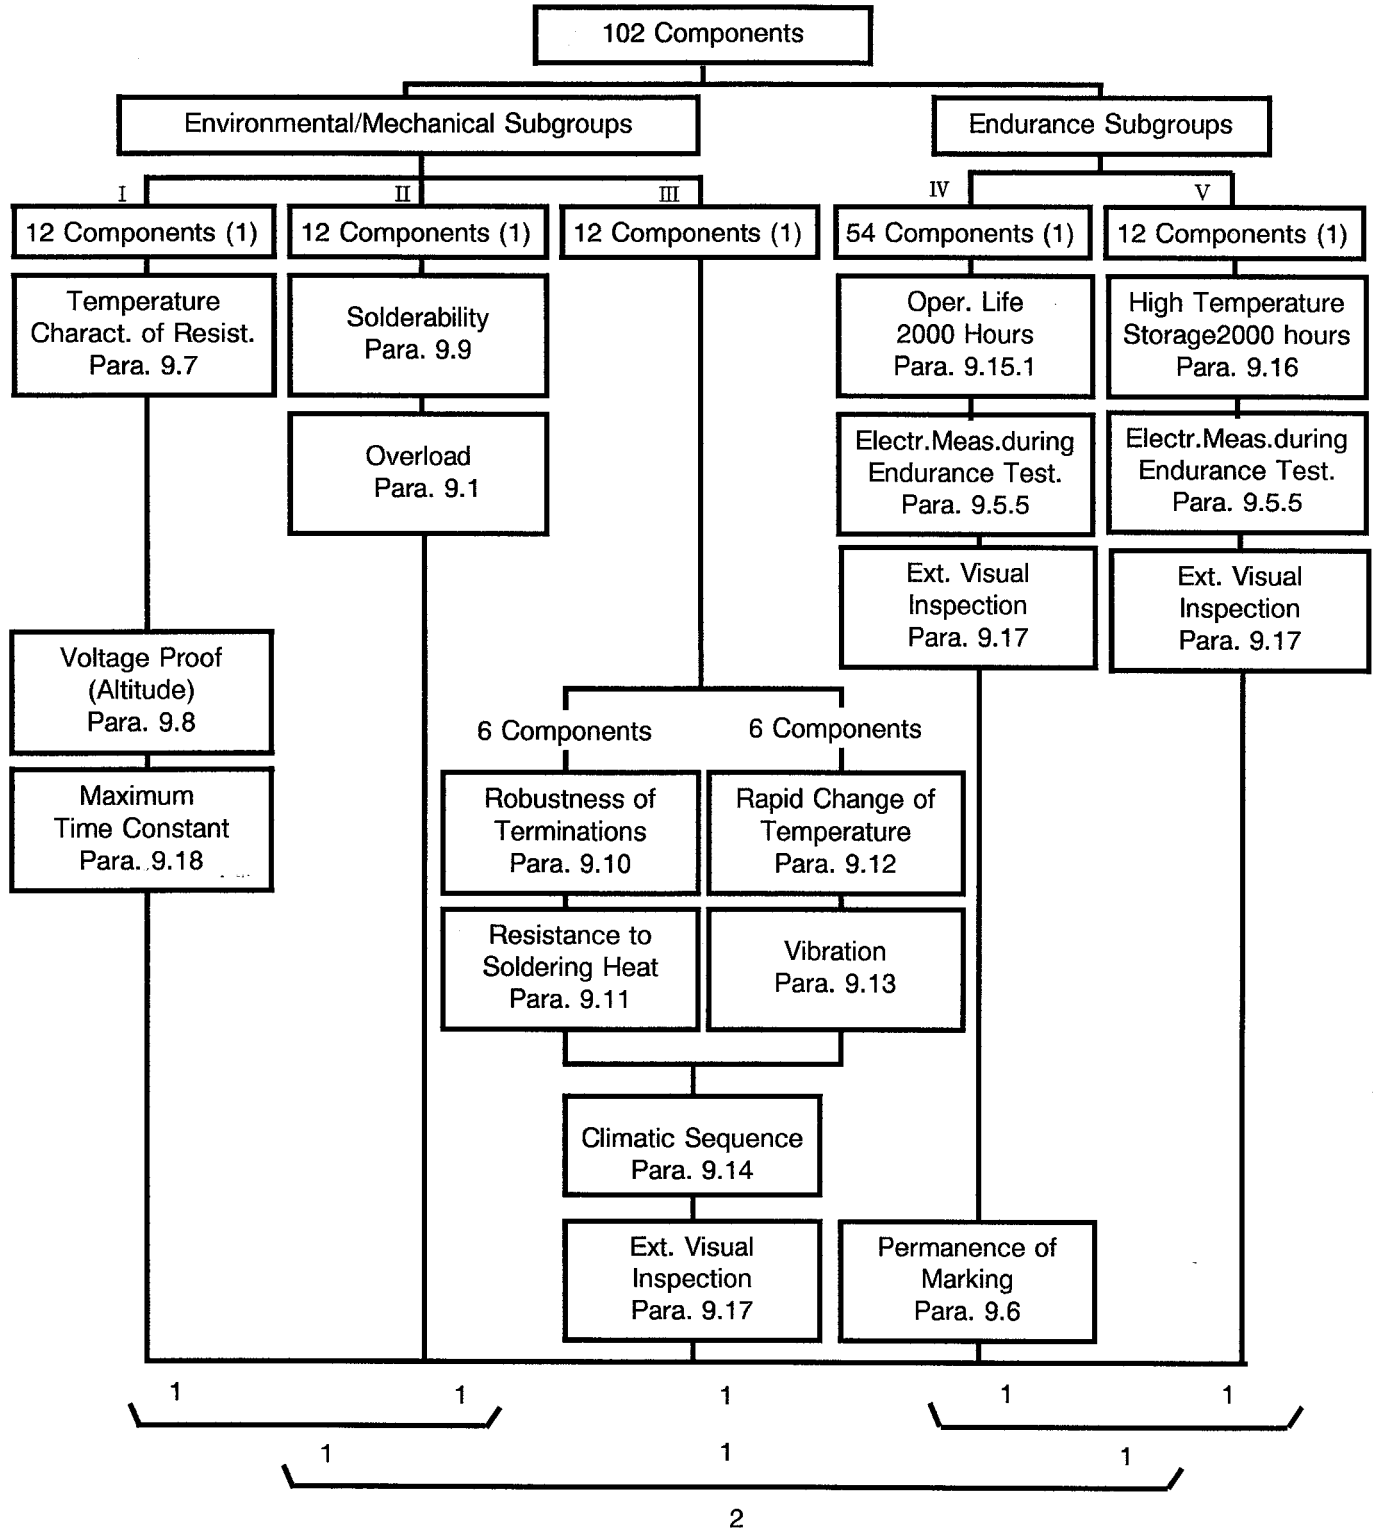 102 Components
Environmental/Mechanical Subgroups
Endurance Subgroups
I
II
III
IV
V
12 Components (1)
12 Components (1)
12 Components (1)
54 Components (1)
12 Components (1)
Temperature
Charact. of Resist.
Para. 9.7
Solderability
Para. 9.9
Oper. Life
2000 Hours
Para. 9.15.1
High Temperature
Storage2000 hours
Para. 9.16
Overload
Para. 9.1
Electr.Meas.during
Endurance Test.
Para. 9.5.5
Electr.Meas.during
Endurance Test.
Para. 9.5.5
Ext. Visual
Inspection
Para. 9.17
Ext. Visual
Inspection
Para. 9.17
Voltage Proof
(Altitude)
Para. 9.8
6 Components
6 Components
Maximum
Time Constant
Para. 9.18
Robustness of
Terminations
Para. 9.10
Rapid Change of
Temperature
Para. 9.12
Resistance to
Soldering Heat
Para. 9.11
Vibration
Para. 9.13
Climatic Sequence
Para. 9.14
Ext. Visual
Inspection
Para. 9.17
Permanence of
Marking
Para. 9.6
1
1
1
1
1
1
1
1
2